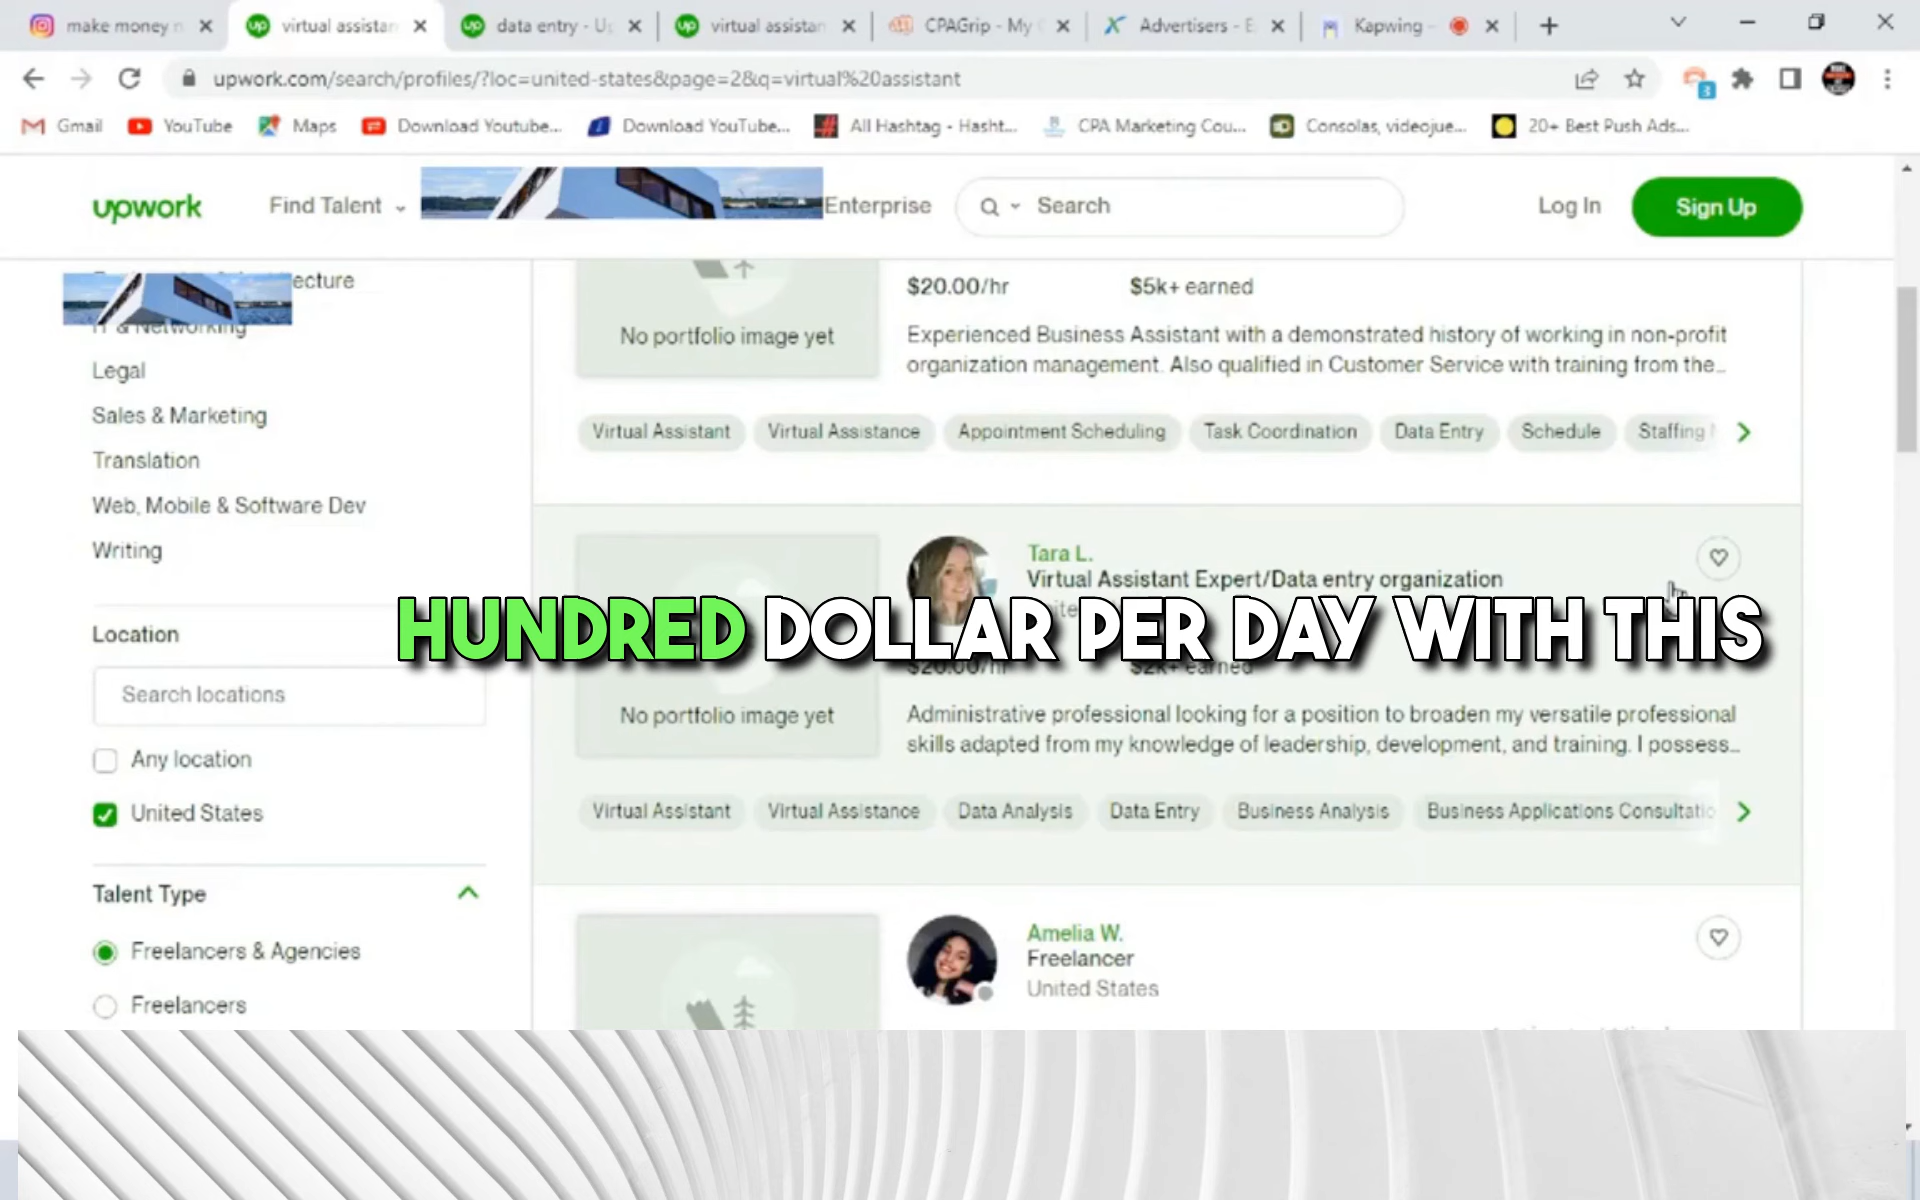 make money n
virtual assistan
data entry - U
virtual assistan
CPAGrip - My
Advertisers - E
Kapwing -
upwork.com/search/profiles/?loc=united-states&page=2&q=virtual%20assistant
3
Gmail
YouTube
Maps
Download Youtube...
Download YouTube...
All Hashtag - Hasht...
CPA Marketing Cou...
Consolas, videojue...
20+ Best Push Ads...
upwork
Find Talent
Enterprise
Search
Log In
Sign Up
ecture
IT & Networking
Legal
Sales & Marketing
Translation
Web, Mobile & Software Dev
Writing
Location
Search locations
Any location
United States
Talent Type
Freelancers & Agencies
Freelancers
No portfolio image yet
$20.00/hr
$5k+ earned
Experienced Business Assistant with a demonstrated history of working in non-profit
organization management. Also qualified in Customer Service with training from the...
Virtual Assistant
Virtual Assistance
Appointment Scheduling
Task Coordination
Data Entry
Schedule
Staffing
Tara L.
Virtual Assistant Expert/Data entry organization
HUNDRED DOLLAR PER DAY WITH THIS
$20.00/hr
$2k+ earned
No portfolio image yet
Administrative professional looking for a position to broaden my versatile professional
skills adapted from my knowledge of leadership, development, and training. I possess...
Virtual Assistant
Virtual Assistance
Data Analysis
Data Entry
Business Analysis
Business Applications Consultatio
Amelia W.
Freelancer
United States